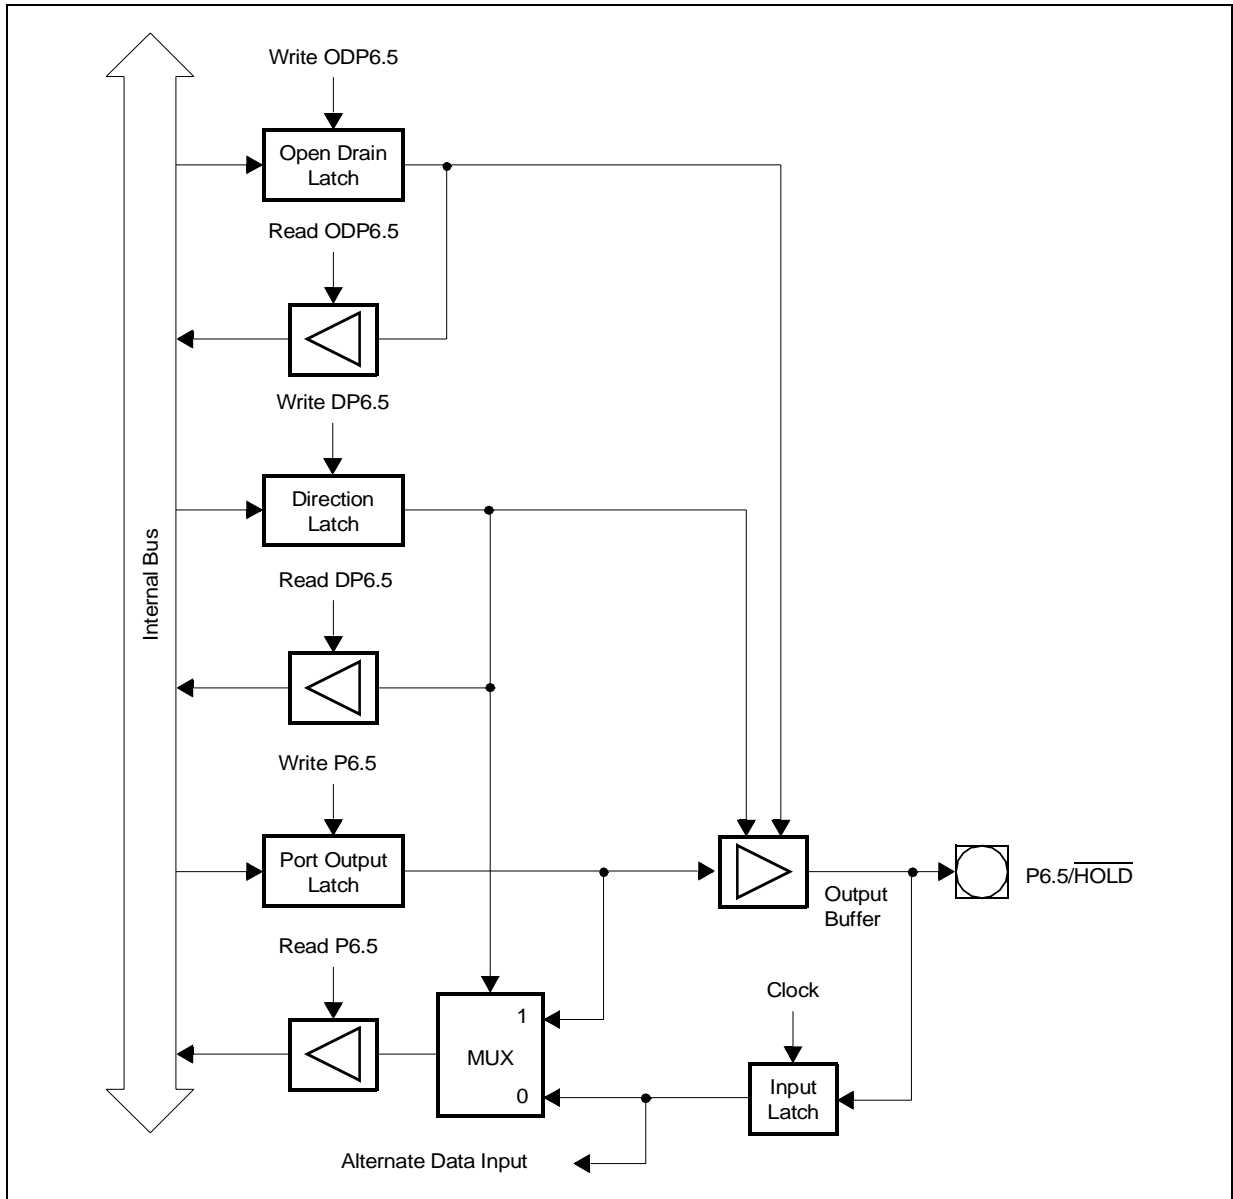 Write ODP6.5
Open Drain
Latch
Read ODP6.5
Write DP6.5
Direction
Latch
Internal Bus
Read DP6.5
Write P6.5
Port Output
Latch
Output
Buffer
P6.5/HOLD
Read P6.5
Clock
1
MUX
0
Input
Latch
Alternate Data Input